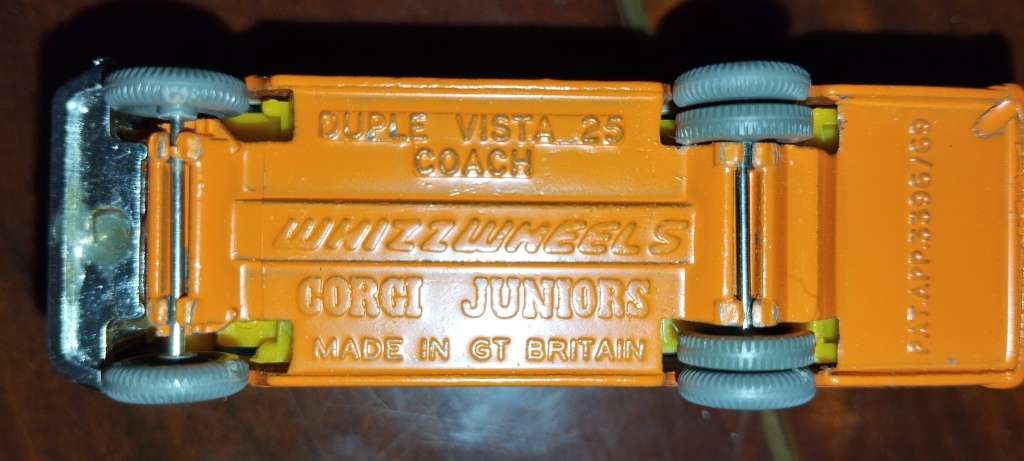 DUPLE VISTA 25
COACH
WHIZZWHEELS
CORGI JUNIORS
MADE IN GT BRITAIN
PAT.APP.3396/69